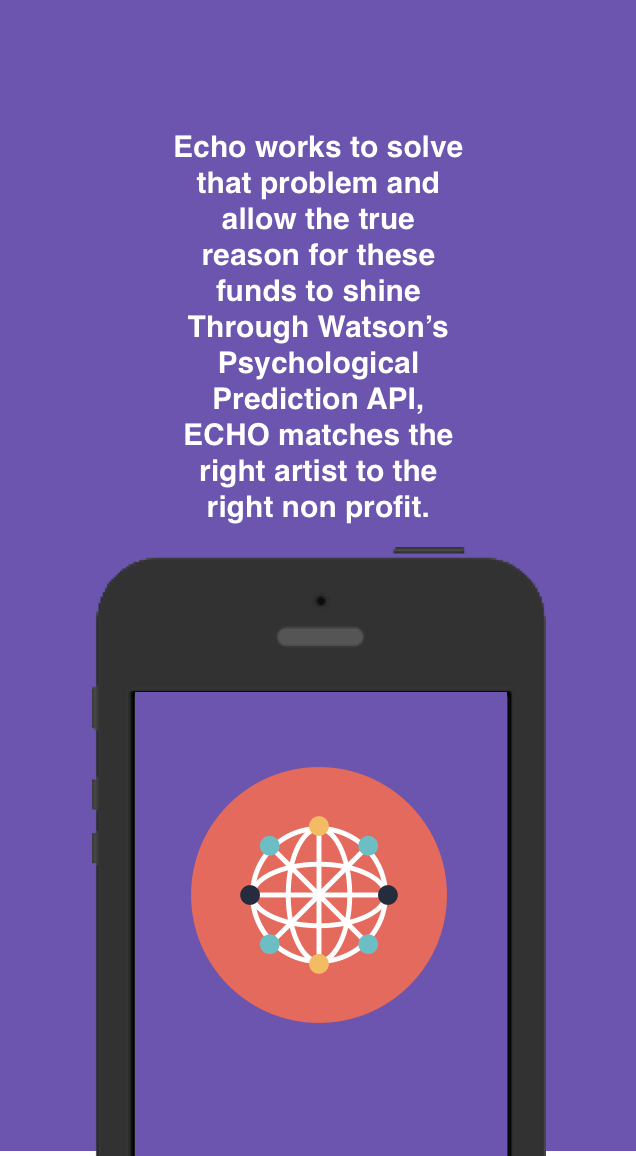 Echo works to solve
that problem and
allow the true
reason for these
funds to shine
Through Watson’s
Psychological
Prediction API,
ECHO matches the
right artist to the
right non profit.